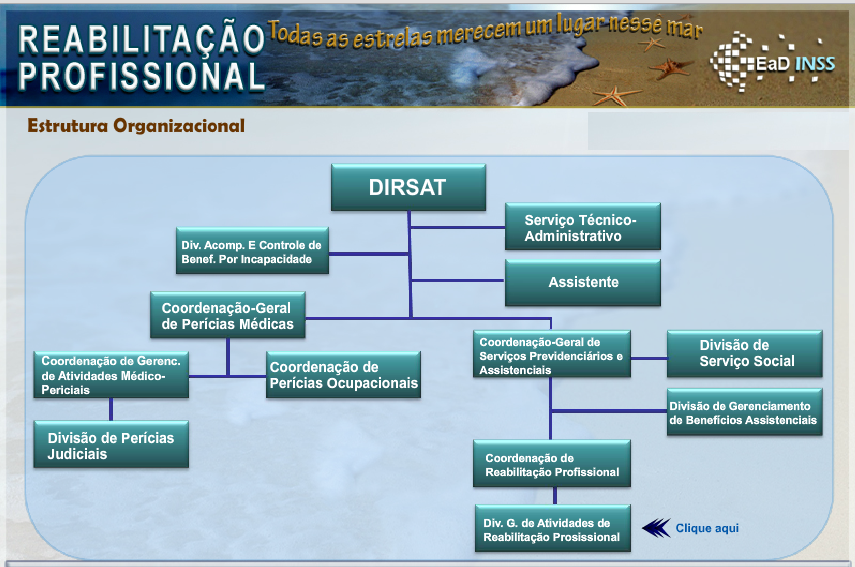 REABILITAÇÃO
PROFISSIONAL
Todas as estrelas merecem um lugar nesse mar
EaD INSS
Estrutura Organizacional
DIRSAT
Serviço Técnico-
Administrativo
Div. Acomp. E Controle de
Benef. Por Incapacidade
Assistente
Coordenação-Geral
de Perícias Médicas
Coordenação-Geral de
Serviços Previdenciários e
Assistenciais
Divisão de
Serviço Social
Coordenação de Gerenc.
de Atividades Médico-
Periciais
Coordenação de
Perícias Ocupacionais
Divisão de Gerenciamento
de Benefícios Assistenciais
Divisão de Perícias
Judiciais
Coordenação de
Reabilitação Profissional
Div. G. de Atividades de
Reabilitação Prosissional
Clique aqui